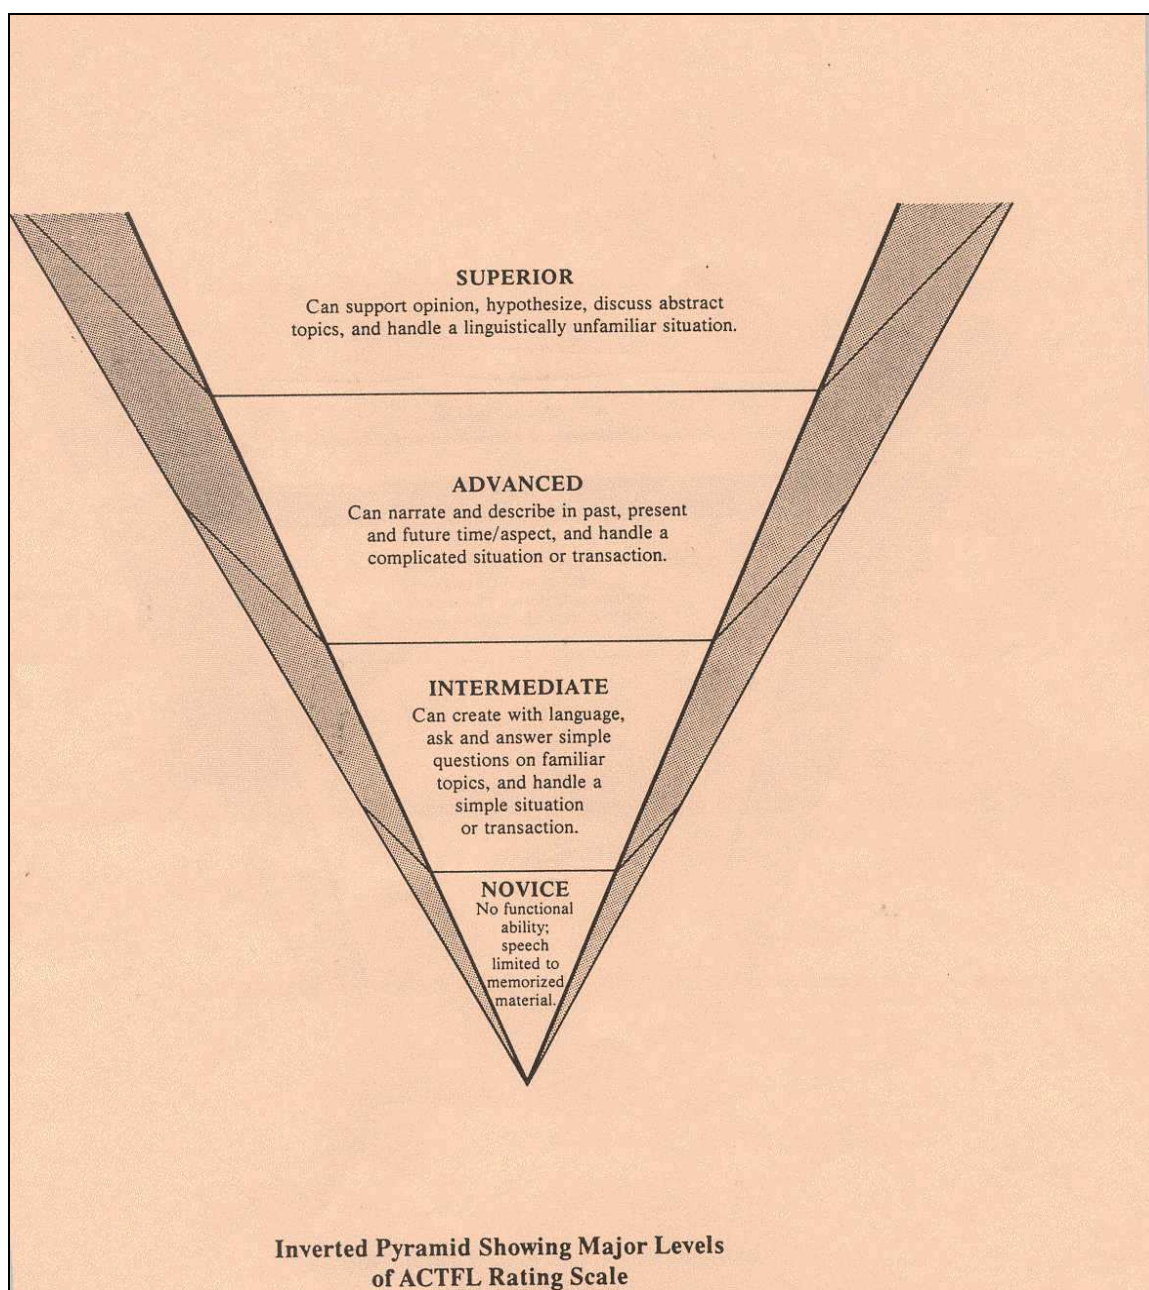 SUPERIOR
Can support opinion, hypothesize, discuss abstract
topics, and handle a linguistically unfamiliar situation.
ADVANCED
Can narrate and describe in past, present
and future time/aspect, and handle a
complicated situation or transaction.
INTERMEDIATE
Can create with language,
ask and answer simple
questions on familiar
topics, and handle a
simple situation
or transaction.
NOVICE
No functional
ability;
speech
limited to
memorized
material.
Inverted Pyramid Showing Major Levels
of ACTFL Rating Scale